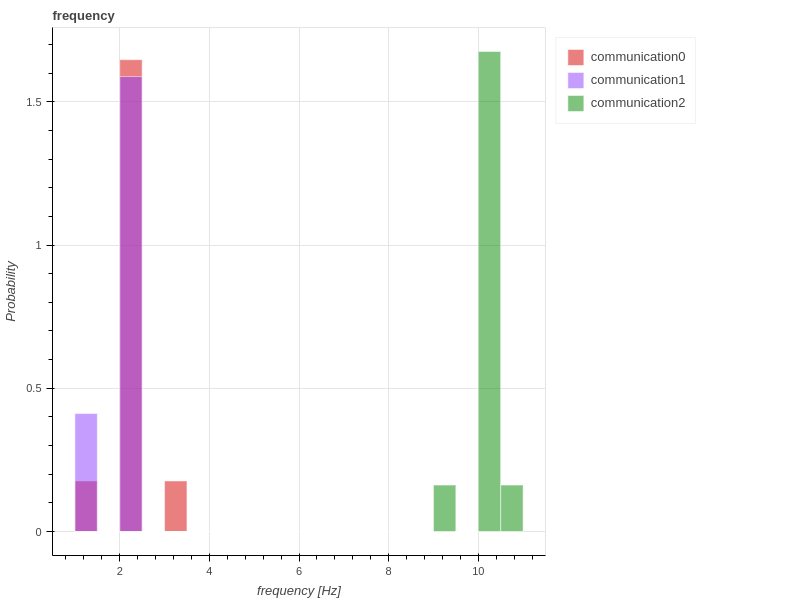 frequency
communication0
communication1
communication2
1.5
1
0.5
0
Probability
2 4 6 8 10
frequency [Hz]